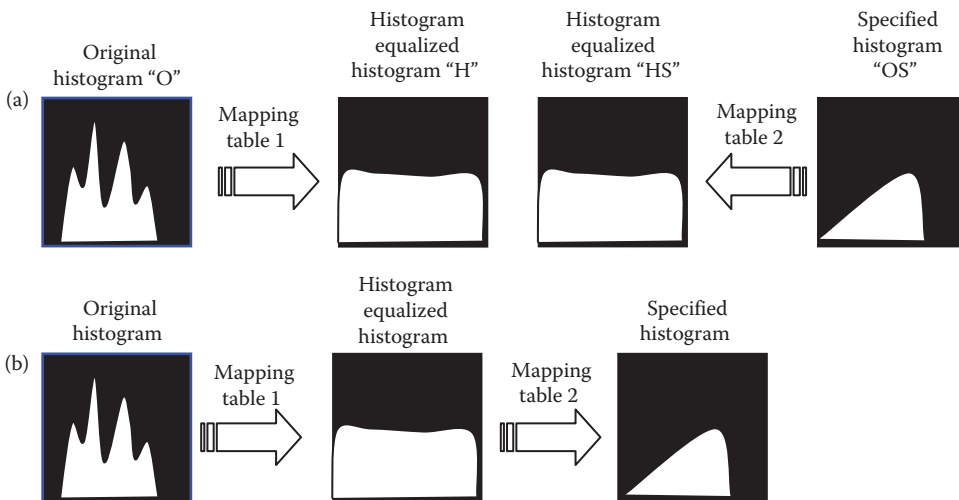 (a)
Original
histogram “O”
Mapping
table 1
Histogram
equalized
histogram “H”
Histogram
equalized
histogram “HS”
Mapping
table 2
Specified
histogram
“OS”
(b)
Original
histogram
Mapping
table 1
Histogram
equalized
histogram
Mapping
table 2
Specified
histogram